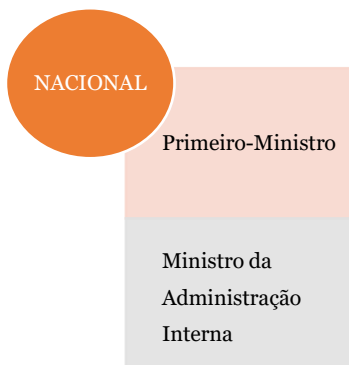 NACIONAL
Primeiro-Ministro
Ministro da
Administração
Interna